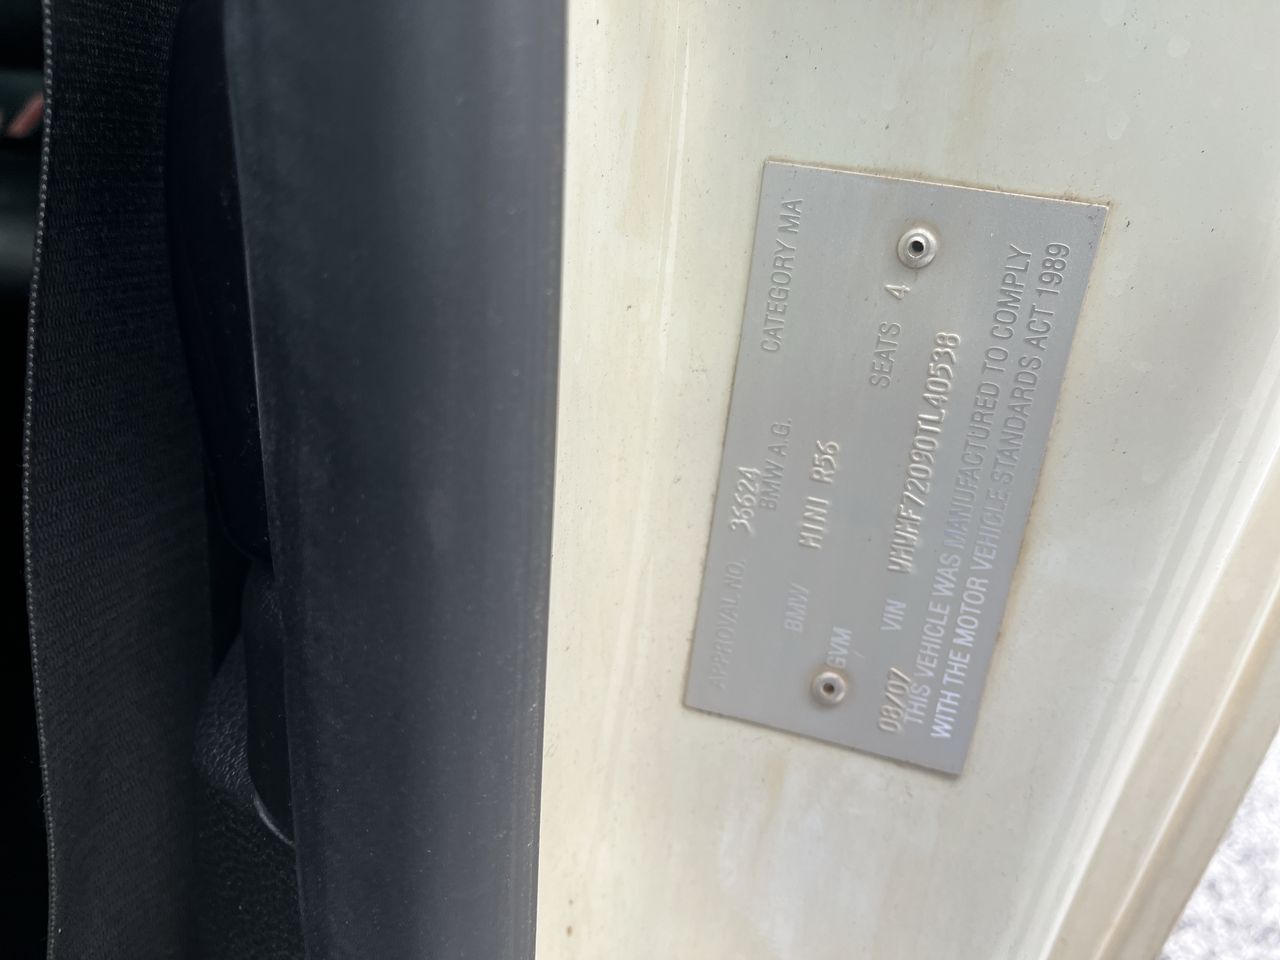 APPROVAL NO. 36624 CATEGORY MA
BMW A.G.
BMW MINI R56
GVM SEATS 4
08/07 VIN WMWMF72090TL40538
THIS VEHICLE WAS MANUFACTURED TO COMPLY
WITH THE MOTOR VEHICLE STANDARDS ACT 1989